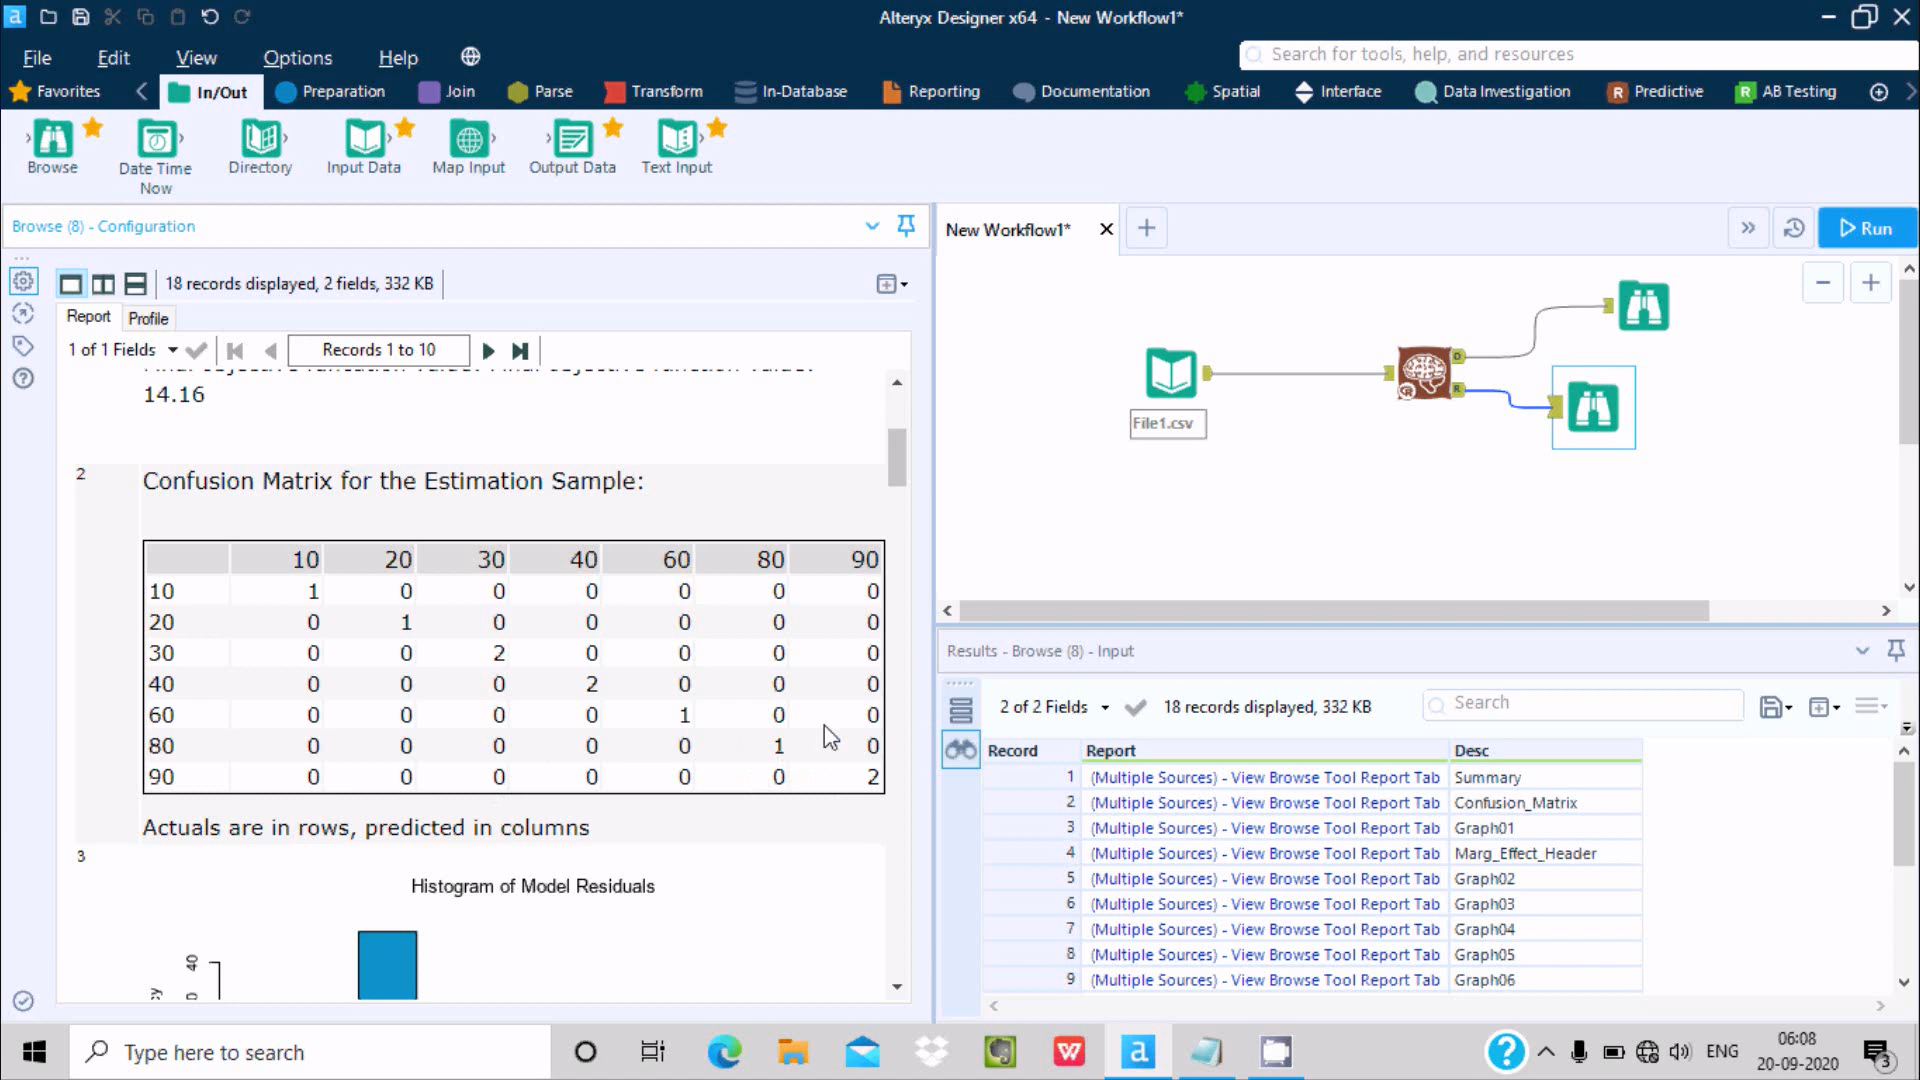 Alteryx Designer x64 - New Workflow1*
File Edit View Options Help
Search for tools, help, and resources
Favorites In/Out Preparation Join Parse Transform In-Database Reporting Documentation Spatial Interface Data Investigation Predictive AB Testing
Browse Date Time Now Directory Input Data Map Input Output Data Text Input
Browse (8) - Configuration
18 records displayed, 2 fields, 332 KB
Report Profile
1 of 1 Fields Records 1 to 10
14.16
2 Confusion Matrix for the Estimation Sample:
10 20 30 40 60 80 90
10 1 0 0 0 0 0 0
20 0 1 0 0 0 0 0
30 0 0 2 0 0 0 0
40 0 0 0 2 0 0 0
60 0 0 0 0 1 0 0
80 0 0 0 0 0 1 0
90 0 0 0 0 0 0 2
Actuals are in rows, predicted in columns
3
Histogram of Model Residuals
40
New Workflow1*
Run
File1.csv
O
R
Results - Browse (8) - Input
2 of 2 Fields 18 records displayed, 332 KB Search
Record Report Desc
1 (Multiple Sources) - View Browse Tool Report Tab Summary
2 (Multiple Sources) - View Browse Tool Report Tab Confusion_Matrix
3 (Multiple Sources) - View Browse Tool Report Tab Graph01
4 (Multiple Sources) - View Browse Tool Report Tab Marg_Effect_Header
5 (Multiple Sources) - View Browse Tool Report Tab Graph02
6 (Multiple Sources) - View Browse Tool Report Tab Graph03
7 (Multiple Sources) - View Browse Tool Report Tab Graph04
8 (Multiple Sources) - View Browse Tool Report Tab Graph05
9 (Multiple Sources) - View Browse Tool Report Tab Graph06
Type here to search
ENG
06:08
20-09-2020
3